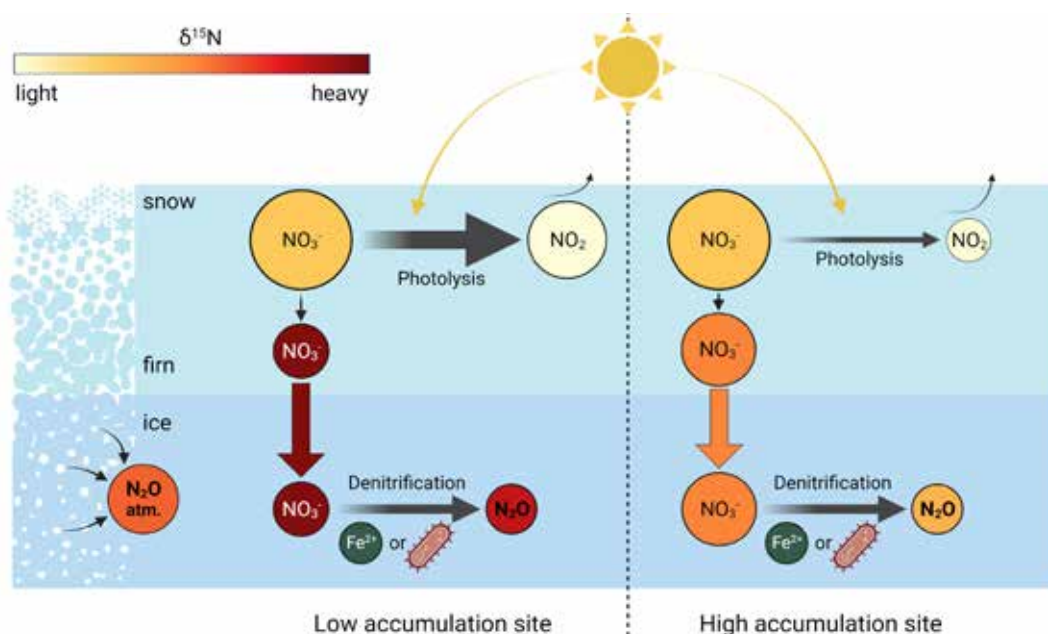 δ¹⁵N
light
heavy
snow
NO₃⁻
Photolysis
NO₂
NO₃⁻
Photolysis
NO₂
NO₃⁻
NO₃⁻
firn
ice
N₂O
atm.
NO₃⁻
Denitrification
Fe²⁺ or
N₂O
NO₃⁻
Denitrification
Fe²⁺ or
N₂O
Low accumulation site
High accumulation site